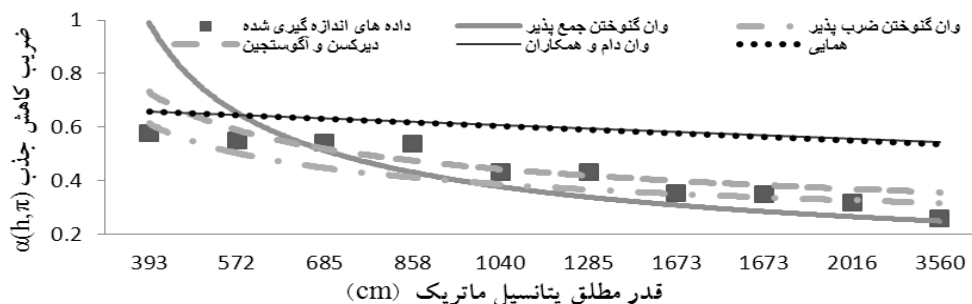 داده های اندازه گیری شده
وان گنوختن جمع پذیر
وان گنوختن ضرب پذیر
دیرکسن و آگوستجین
وان دام و همکاران
همایی
ضریب کاهش جذب α(h,π)
1
0.8
0.6
0.4
0.2
393 572 685 858 1040 1285 1673 1673 2016 3560
قدر مطلق پتانسیل ماتریک (cm)